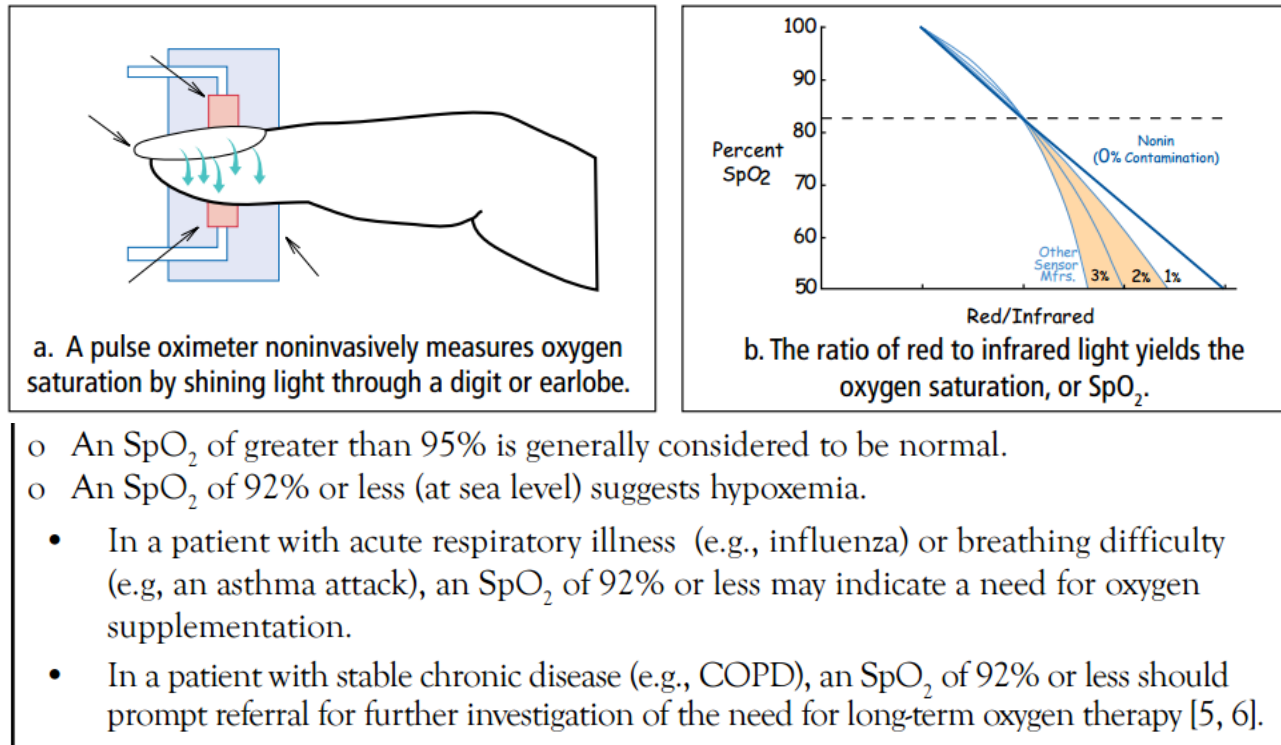 a. A pulse oximeter noninvasively measures oxygen
saturation by shining light through a digit or earlobe.
100
90
80
70
60
50
Percent
SpO2
Nonin
(0% Contamination)
Other
Sensor
Mfrs.
3%
2%
1%
Red/Infrared
b. The ratio of red to infrared light yields the
oxygen saturation, or SpO₂.
o An SpO₂ of greater than 95% is generally considered to be normal.
o An SpO₂ of 92% or less (at sea level) suggests hypoxemia.
• In a patient with acute respiratory illness (e.g., influenza) or breathing difficulty
(e.g, an asthma attack), an SpO₂ of 92% or less may indicate a need for oxygen
supplementation.
• In a patient with stable chronic disease (e.g., COPD), an SpO₂ of 92% or less should
prompt referral for further investigation of the need for long-term oxygen therapy [5, 6].